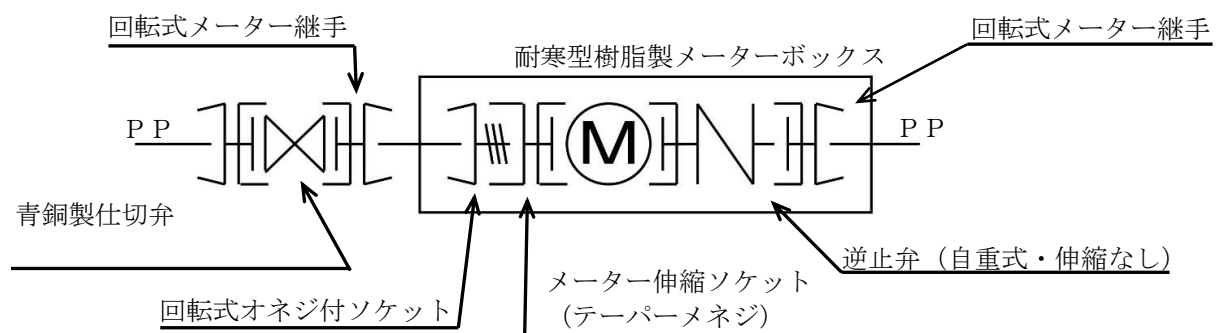 回転式メーター継手
回転式メーター継手
耐寒型樹脂製メーターボックス
ＰＰ
M
ＰＰ
青銅製仕切弁
逆止弁（自重式・伸縮なし）
メーター伸縮ソケット
（テーパーメネジ）
回転式オネジ付ソケット